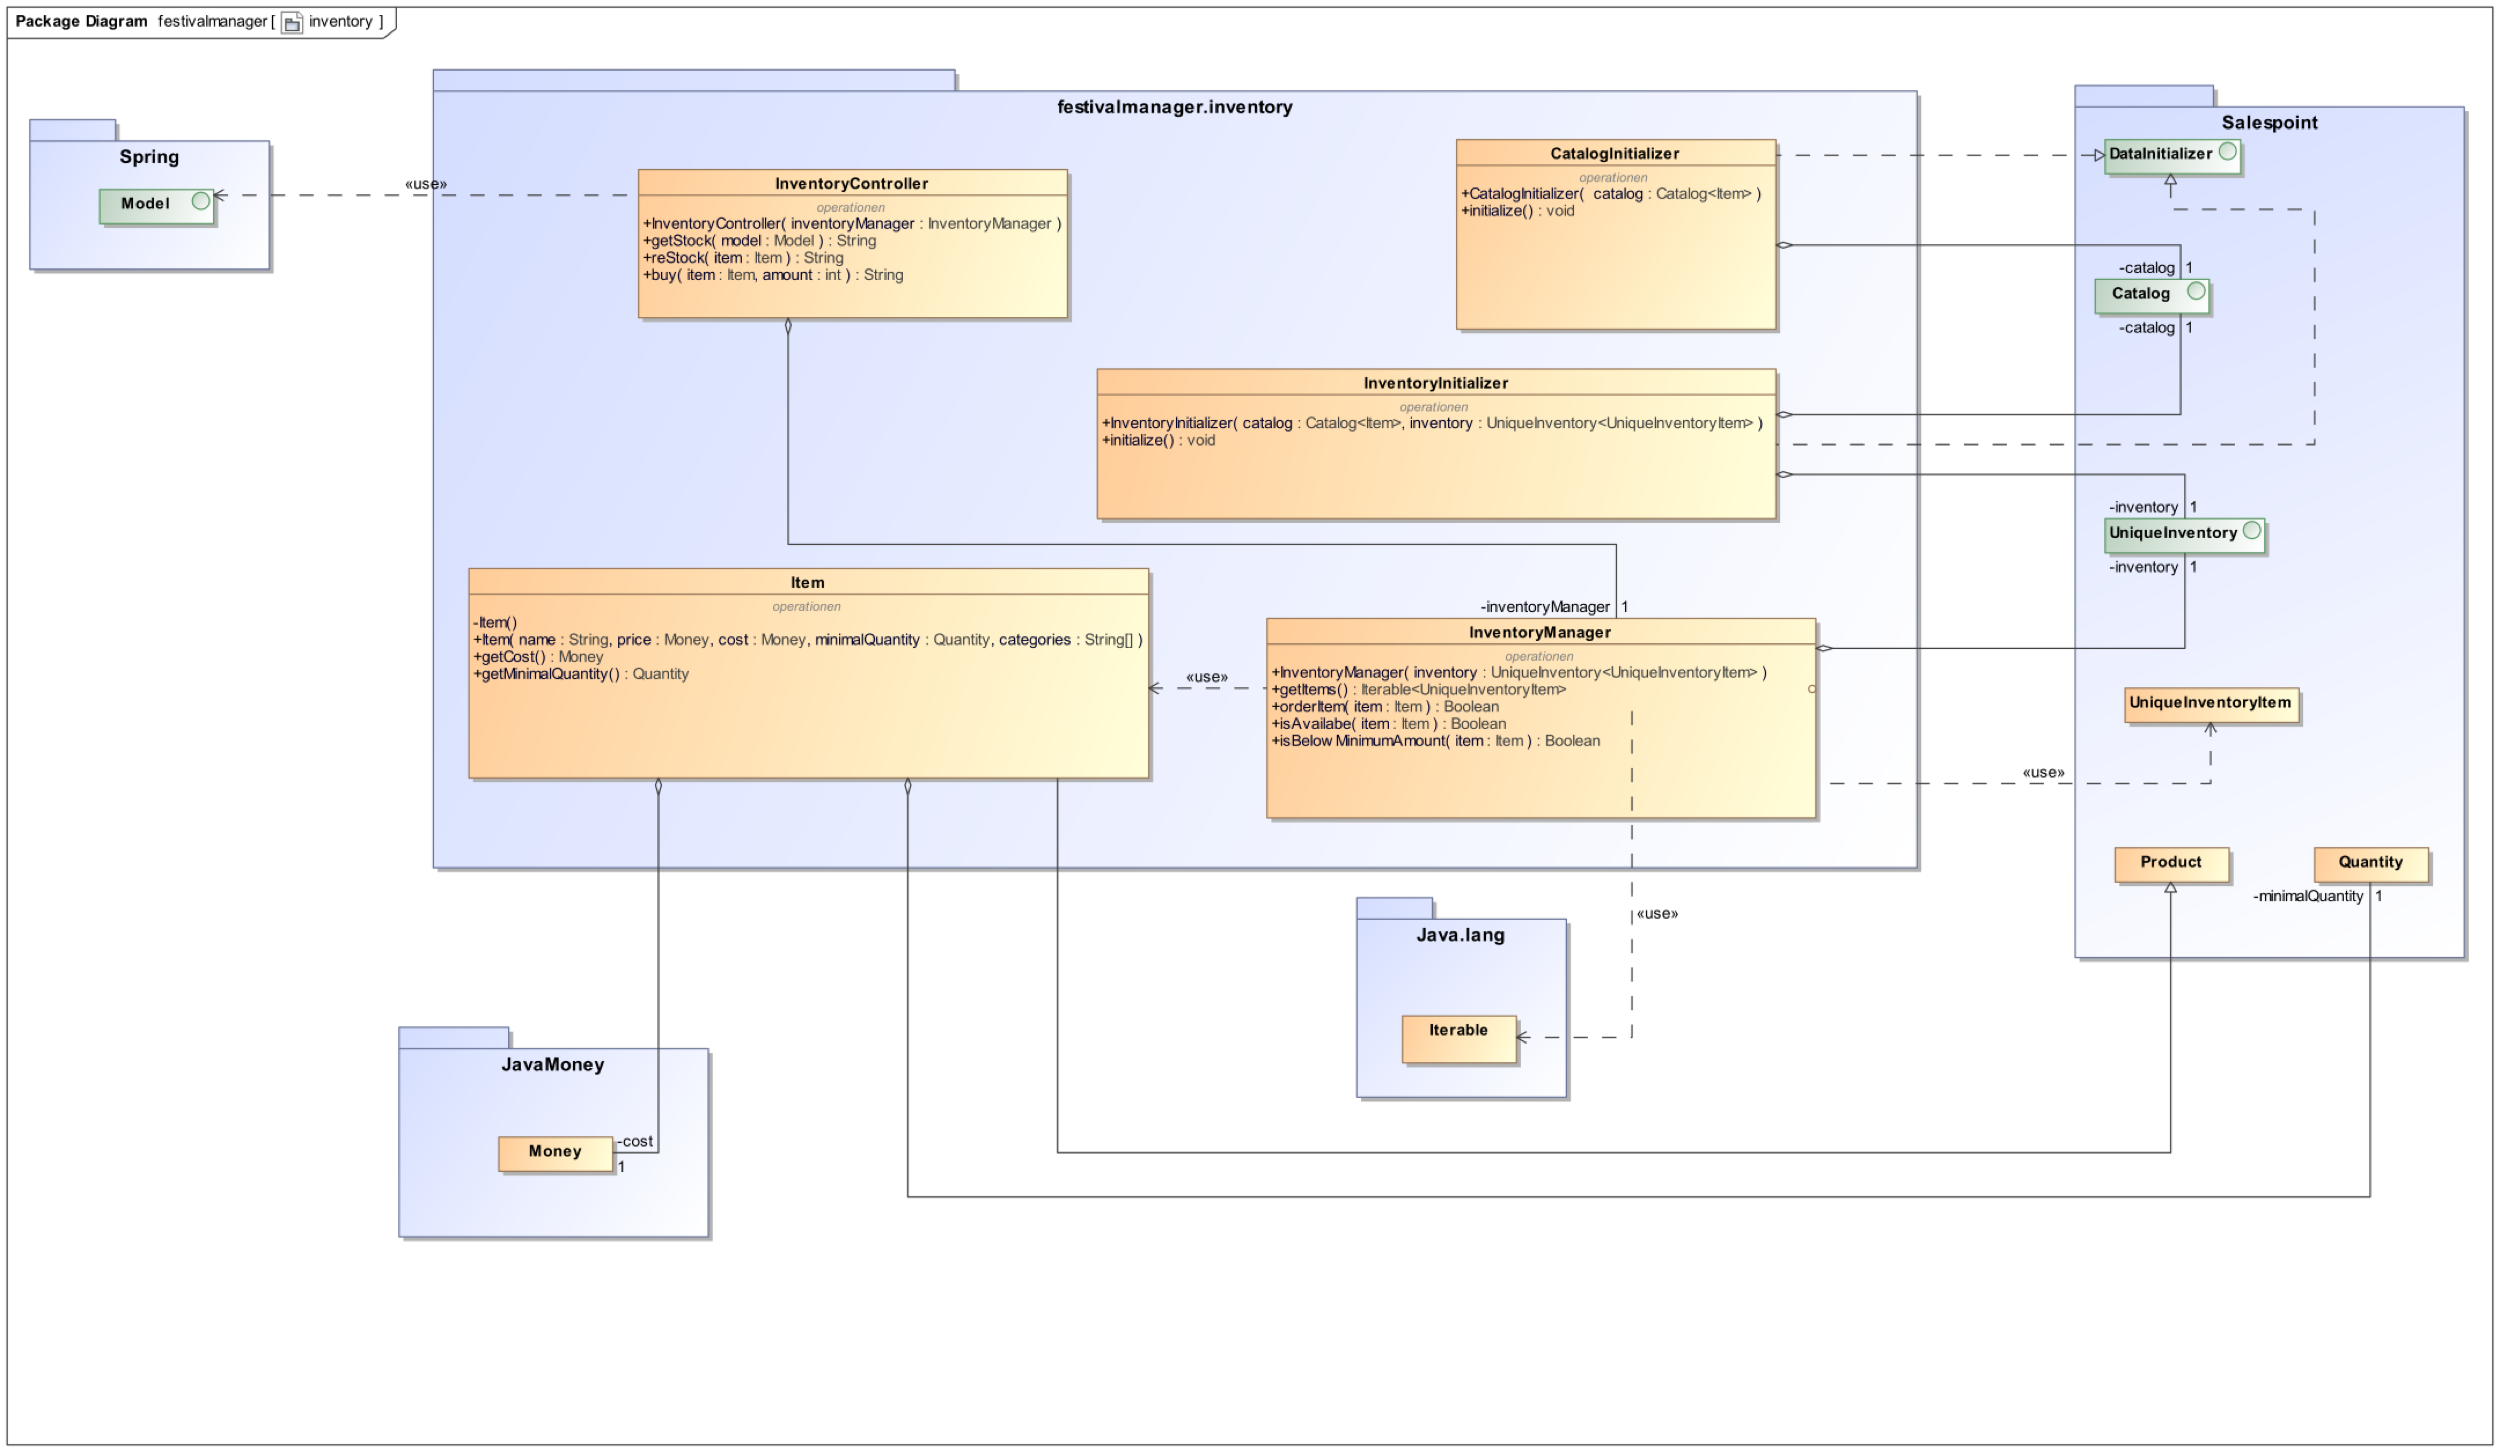 Package Diagram festivalmanager [ inventory ]
Spring
Model
«use»
festivalmanager.inventory
InventoryController
operationen
+InventoryController( inventoryManager : InventoryManager )
+getStock( model : Model ) : String
+reStock( item : Item ) : String
+buy( item : Item, amount : int ) : String
CatalogInitializer
operationen
+CatalogInitializer( catalog : Catalog<Item> )
+initialize() : void
InventoryInitializer
operationen
+InventoryInitializer( catalog : Catalog<Item>, inventory : UniqueInventory<UniqueInventoryItem> )
+initialize() : void
Item
operationen
-Item()
+Item( name : String, price : Money, cost : Money, minimalQuantity : Quantity, categories : String[] )
+getCost() : Money
+getMinimalQuantity() : Quantity
«use»
-inventoryManager 1
InventoryManager
operationen
+InventoryManager( inventory : UniqueInventory<UniqueInventoryItem> )
+getItems() : Iterable<UniqueInventoryItem>
+orderItem( item : Item ) : Boolean
+isAvailabe( item : Item ) : Boolean
+isBelowMinimumAmount( item : Item ) : Boolean
Salespoint
DataInitializer
-catalog 1
Catalog
-catalog 1
-inventory 1
UniqueInventory
-inventory 1
UniqueInventoryItem
«use»
Product
Quantity
-minimalQuantity 1
«use»
Java.lang
Iterable
JavaMoney
Money
-cost
1